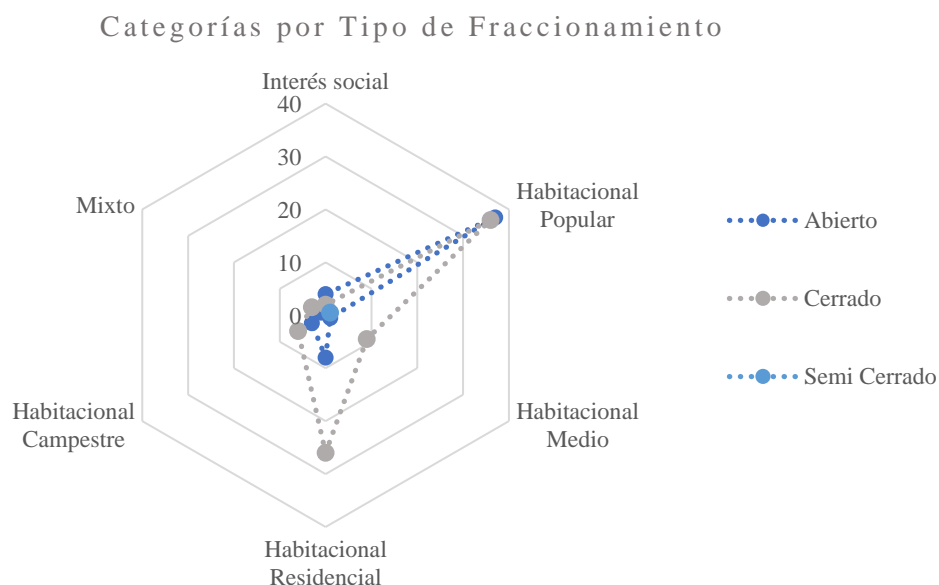 Categorías por Tipo de Fraccionamiento
Interés social
40
30
20
10
0
Habitacional
Popular
Habitacional
Medio
Habitacional
Residencial
Habitacional
Campestre
Mixto
Abierto
Cerrado
Semi Cerrado